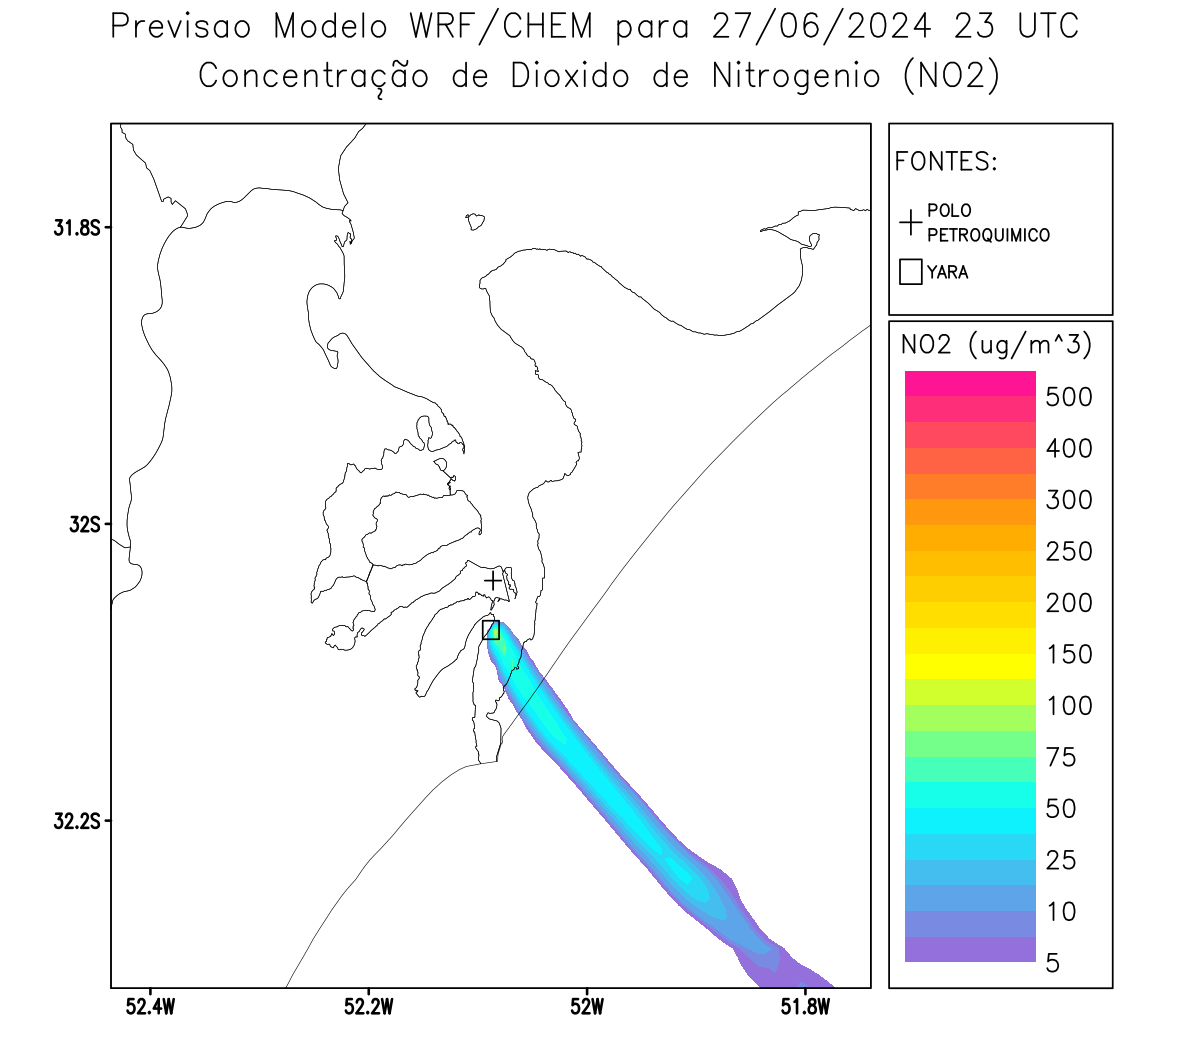 Previsao Modelo WRF/CHEM para 27/06/2024 23 UTC
Concentração de Dioxido de Nitrogenio (NO2)
FONTES:
POLO
PETROQUIMICO
YARA
NO2 (ug/m^3)
500
400
300
250
200
150
100
75
50
25
10
5
31.8S
32S
32.2S
52.4W
52.2W
52W
51.8W